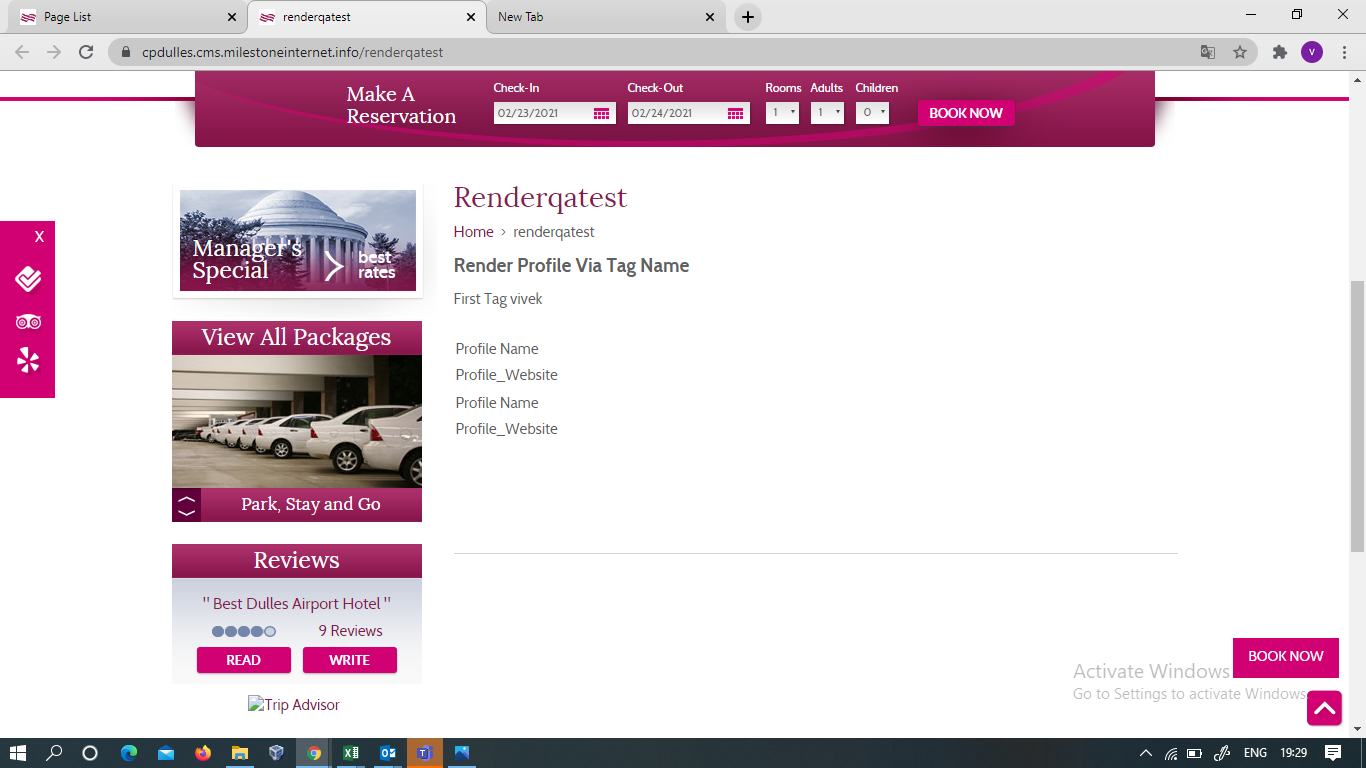 Page List
renderqatest
New Tab
cpdulles.cms.milestoneinternet.info/renderqatest
V
Make A
Reservation
Check-In
02/23/2021
Check-Out
02/24/2021
Rooms
1
Adults
1
Children
0
BOOK NOW
X
Manager's
Special
best
rates
View All Packages
Park, Stay and Go
Reviews
" Best Dulles Airport Hotel "
9 Reviews
READ
WRITE
Trip Advisor
Renderqatest
Home › renderqatest
Render Profile Via Tag Name
First Tag vivek
Profile Name
Profile_Website
Profile Name
Profile_Website
BOOK NOW
Activate Windows
Go to Settings to activate Windows.
ENG
19:29